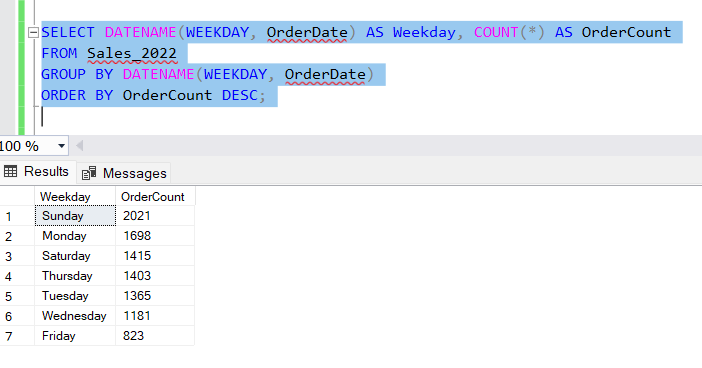 SELECT DATENAME(WEEKDAY, OrderDate) AS Weekday, COUNT(*) AS OrderCount
FROM Sales_2022
GROUP BY DATENAME(WEEKDAY, OrderDate)
ORDER BY OrderCount DESC;
100 %
Results Messages
Weekday OrderCount
1 Sunday 2021
2 Monday 1698
3 Saturday 1415
4 Thursday 1403
5 Tuesday 1365
6 Wednesday 1181
7 Friday 823